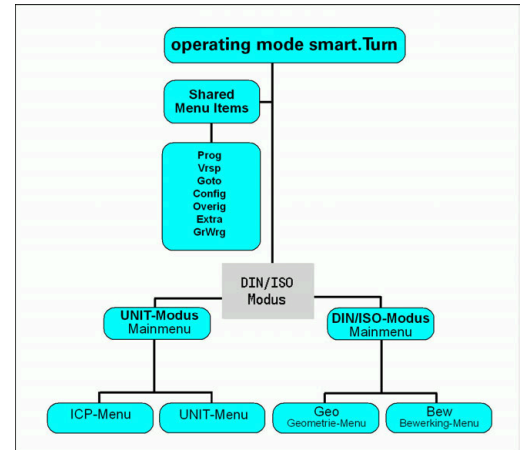 operating mode smart.Turn
Shared
Menu Items
Prog
Vrsp
Goto
Config
Overig
Extra
GrWrg
DIN/ISO
Modus
UNIT-Modus
Mainmenu
DIN/ISO-Modus
Mainmenu
ICP-Menu
UNIT-Menu
Geo
Geometrie-Menu
Bew
Bewerking-Menu